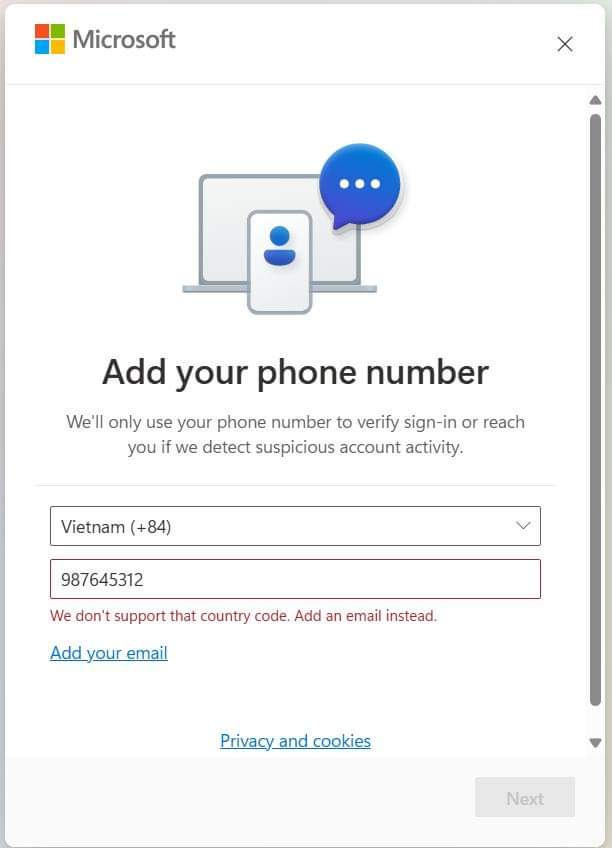 Microsoft
Add your phone number
We'll only use your phone number to verify sign-in or reach
you if we detect suspicious account activity.
Vietnam (+84)
987645312
We don't support that country code. Add an email instead.
Add your email
Privacy and cookies
Next